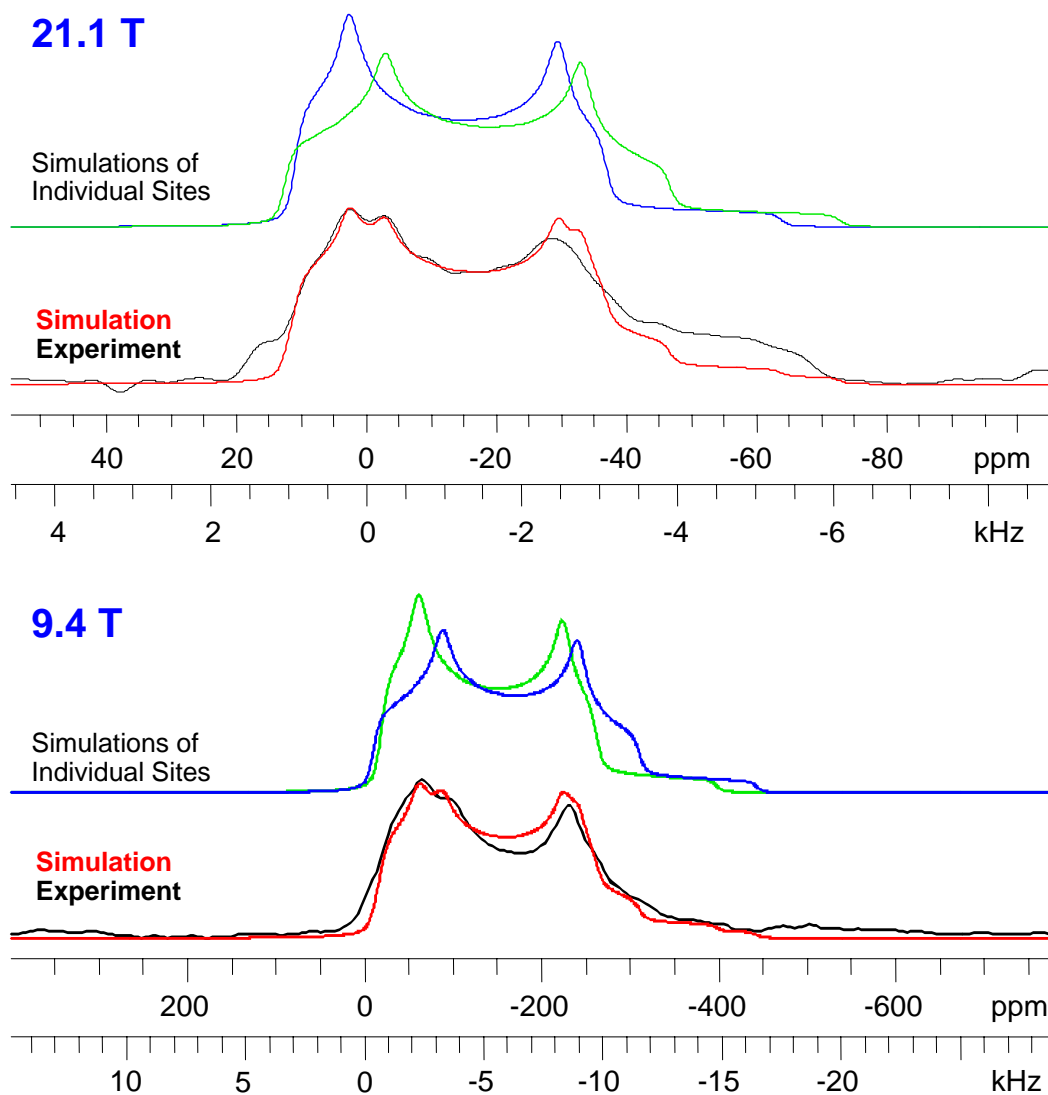 21.1 T
Simulations of
Individual Sites
Simulation
Experiment
40 20 0 -20 -40 -60 -80 ppm
4 2 0 -2 -4 -6 kHz
9.4 T
Simulations of
Individual Sites
Simulation
Experiment
200 0 -200 -400 -600 ppm
10 5 0 -5 -10 -15 -20 kHz